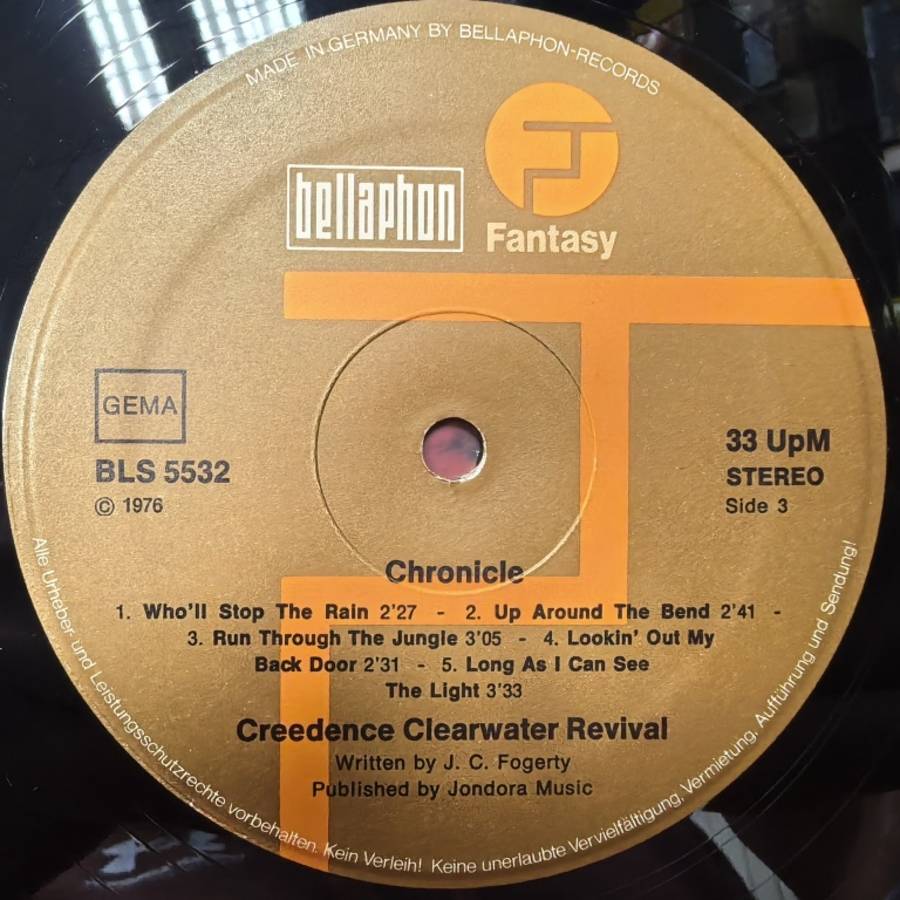 MADE IN GERMANY BY BELLAPHON-RECORDS
bellaphon
Fantasy
GEMA
BLS 5532
© 1976
33 UpM
STEREO
Side 3
Chronicle
1. Who'll Stop The Rain 2'27 - 2. Up Around The Bend 2'41 -
3. Run Through The Jungle 3'05 - 4. Lookin' Out My
Back Door 2'31 - 5. Long As I Can See
The Light 3'33
Creedence Clearwater Revival
Written by J. C. Fogerty
Published by Jondora Music
Alle Urheber- und Leistungsschutzrechte vorbehalten. Kein Verleih! Keine unerlaubte Vervielfältigung, Vermietung, Aufführung und Sendung!